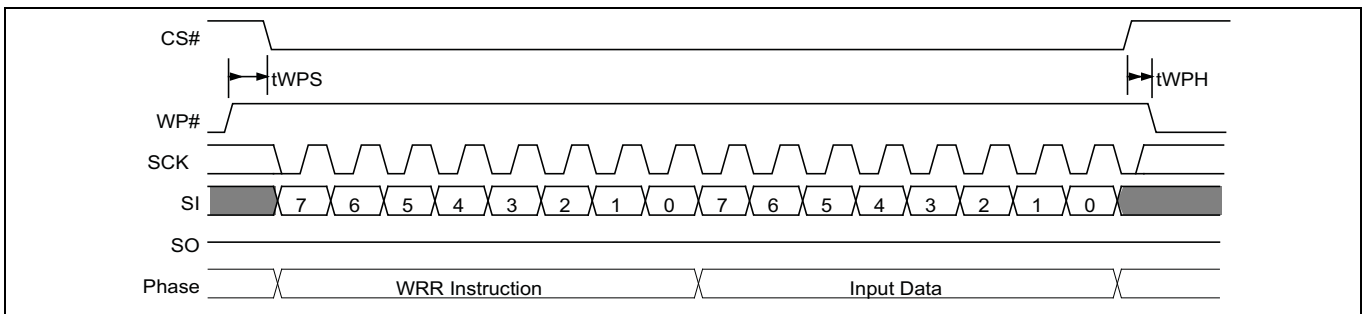 CS#
tWPS tWPH
WP#
SCK
SI 7 6 5 4 3 2 1 0 7 6 5 4 3 2 1 0
SO
Phase WRR Instruction Input Data